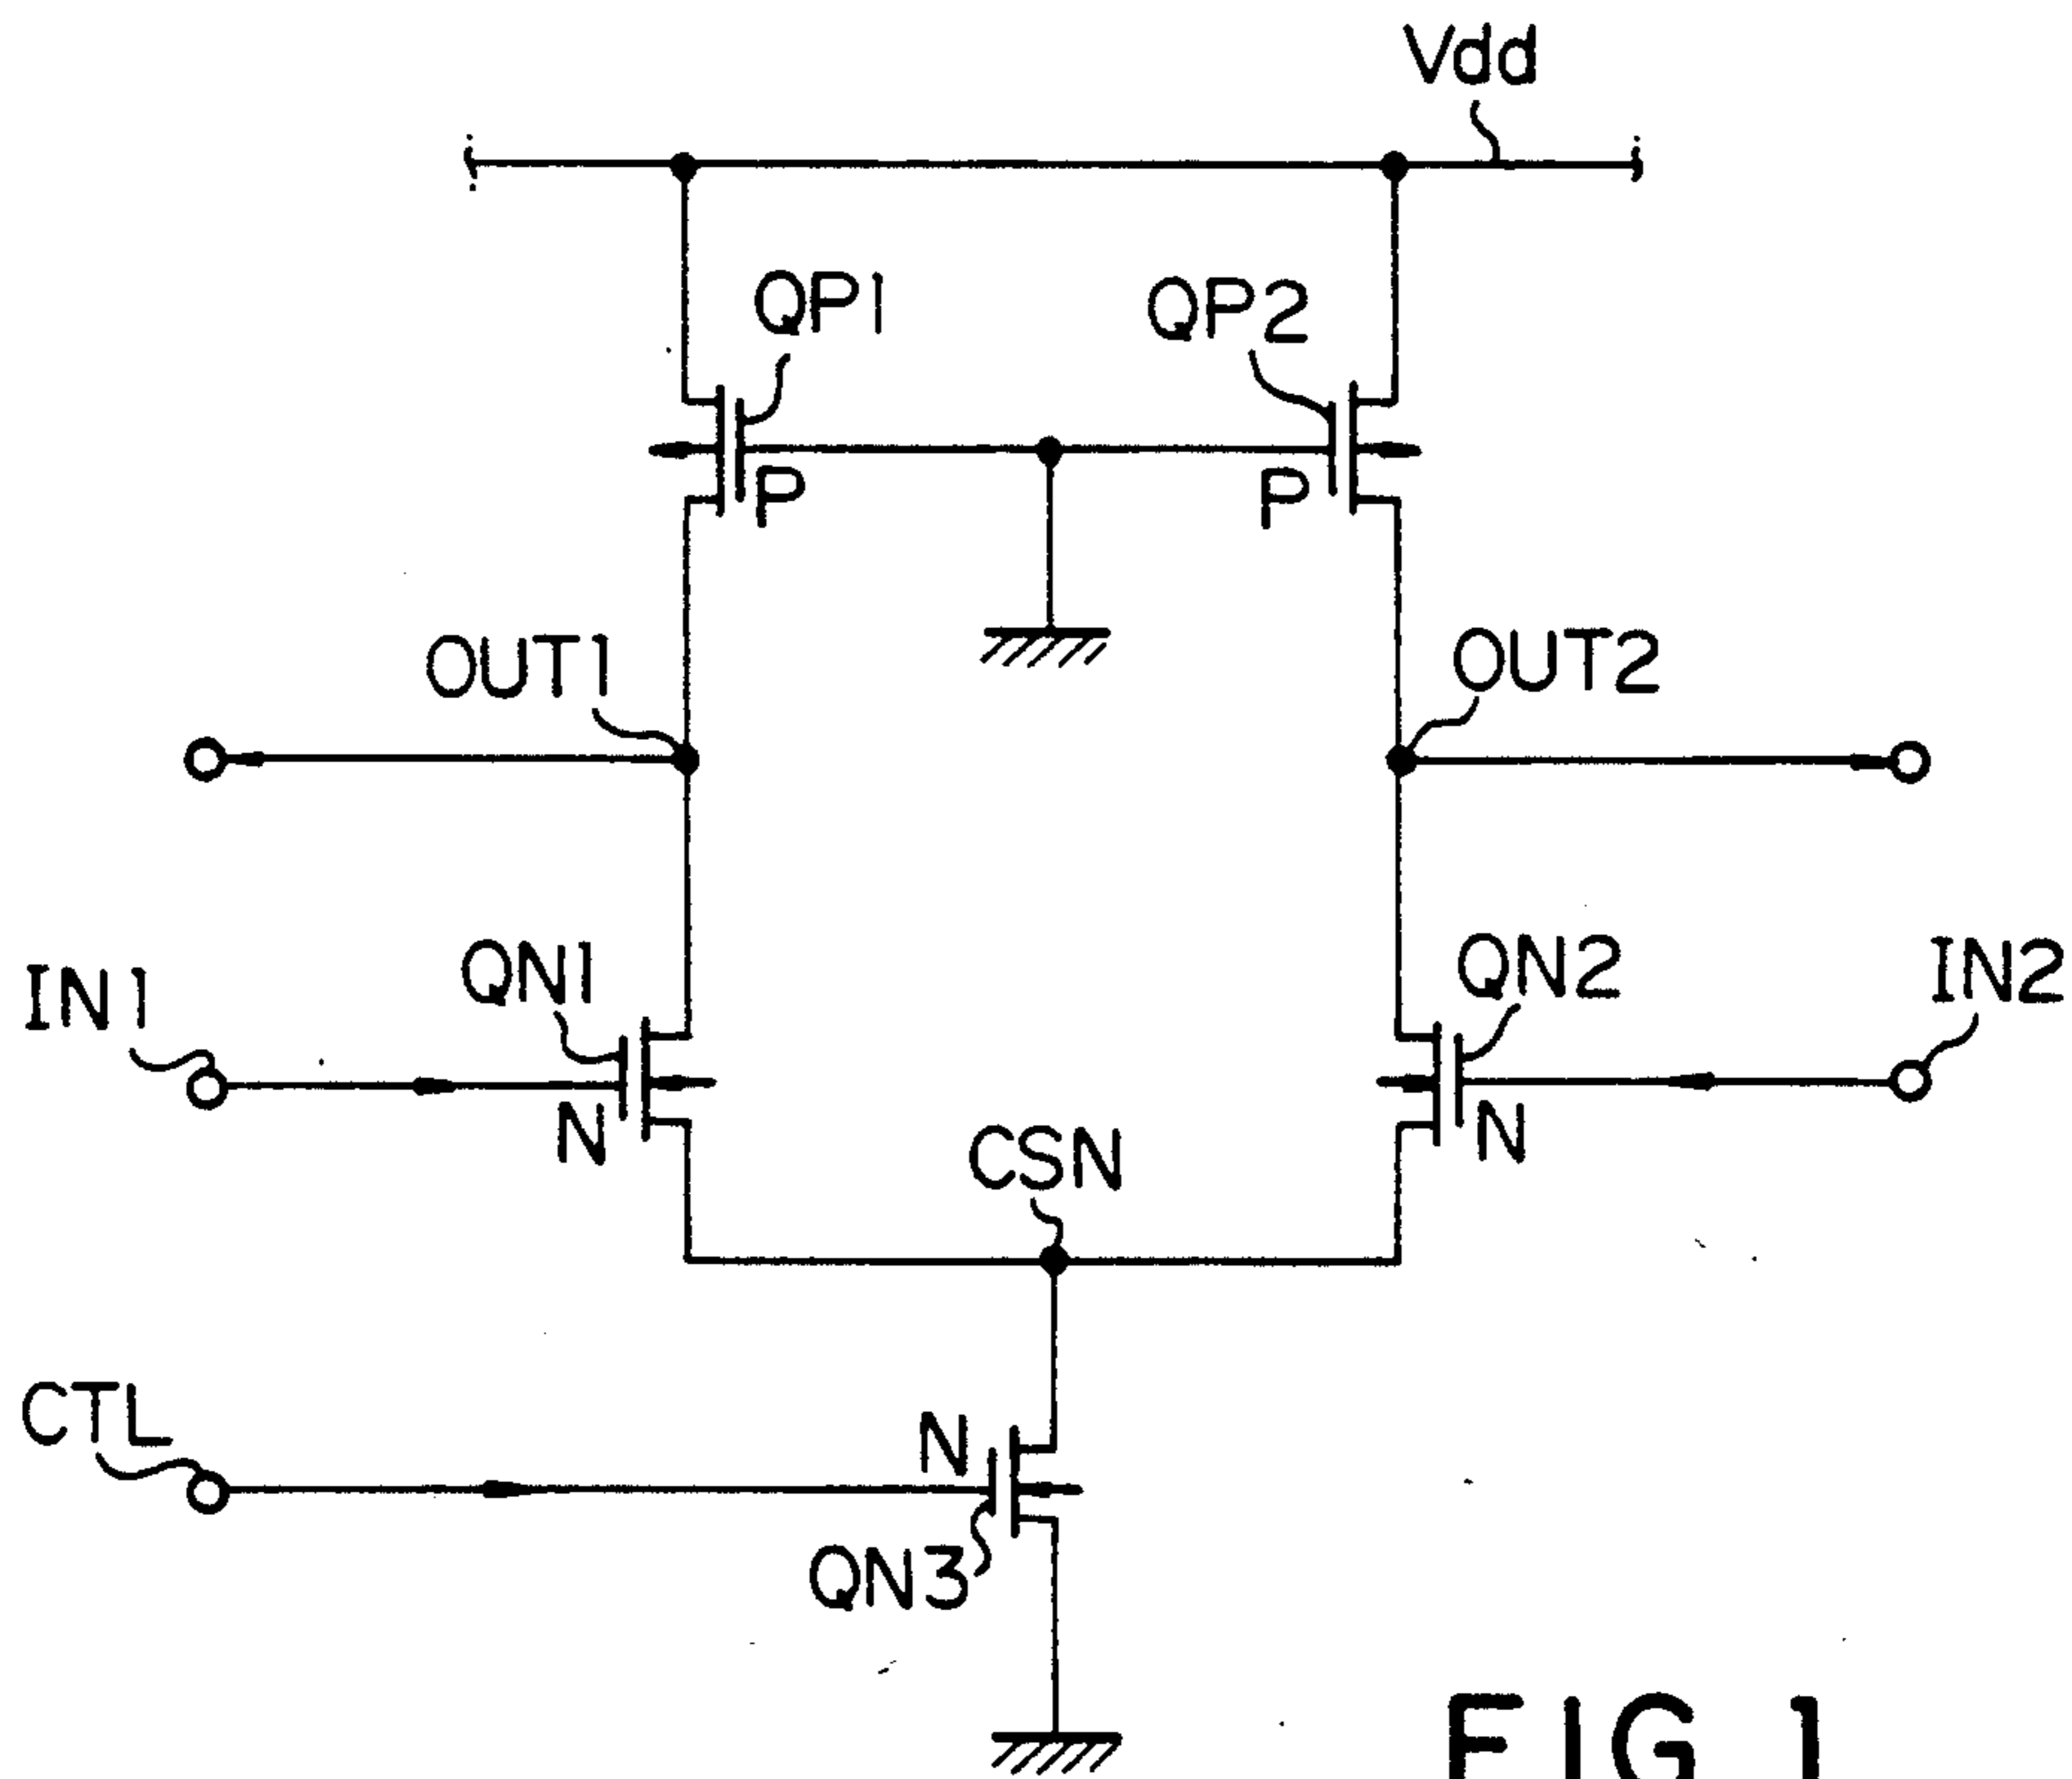 Vdd
QP1
QP2
P
P
OUT1
OUT2
QN1
QN2
IN1
IN2
N
N
CSN
CTL
N
QN3
FIG.1